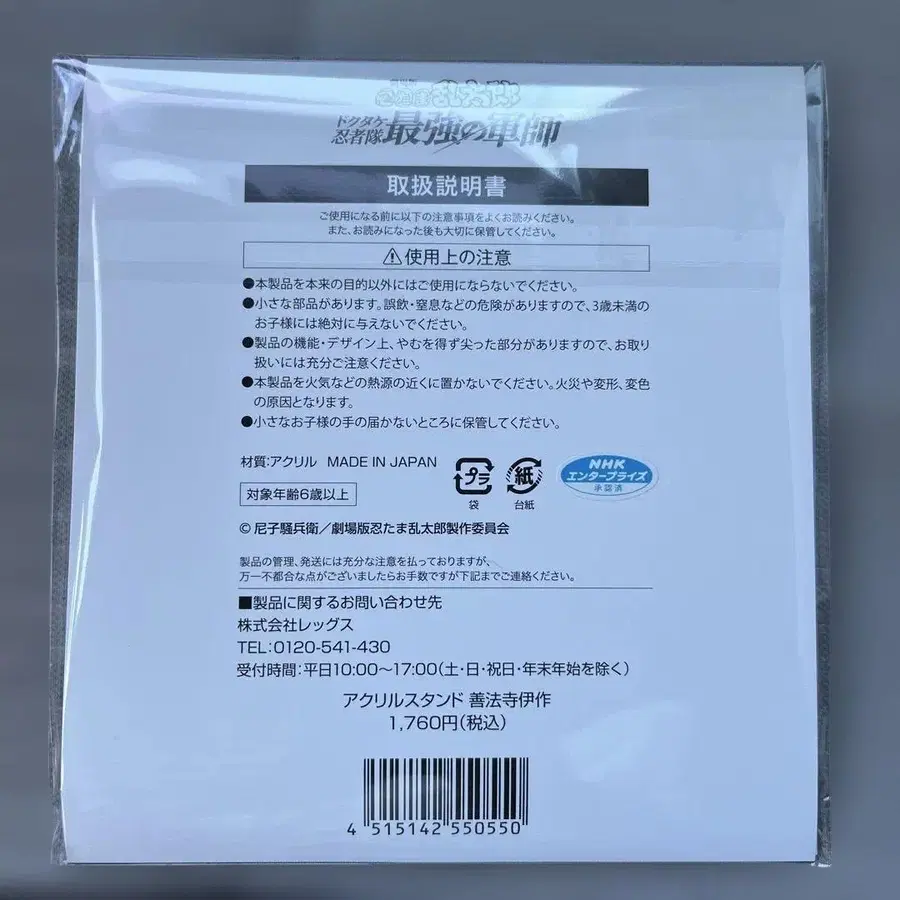 劇場版
忍たま乱太郎
ドクタケ
忍者隊
最強の軍師
取扱説明書
ご使用になる前に以下の注意事項をよくお読みください。
また、お読みになった後も大切に保管してください。
⚠使用上の注意
●本製品を本来の目的以外にはご使用にならないでください。
●小さな部品があります。誤飲・窒息などの危険がありますので、3歳未満の
お子様には絶対に与えないでください。
●製品の機能・デザイン上、やむを得ず尖った部分がありますので、お取り
扱いには充分ご注意ください。
●本製品を火気などの熱源の近くに置かないでください。火災や変形、変色
の原因となります。
●小さなお子様の手の届かないところに保管してください。
材質:アクリル MADE IN JAPAN
対象年齢6歳以上
プラ
袋
紙
台紙
NHK
エンタープライズ
承認済
© 尼子騒兵衛/劇場版忍たま乱太郎製作委員会
製品の管理、発送には充分な注意を払っておりますが、
万一不都合な点がございましたらお手数ですが下記までご連絡ください。
■製品に関するお問い合わせ先
株式会社レッグス
TEL:0120-541-430
受付時間:平日10:00〜17:00(土・日・祝日・年末年始を除く)
アクリルスタンド 善法寺伊作
1,760円(税込)
4 515142 550550